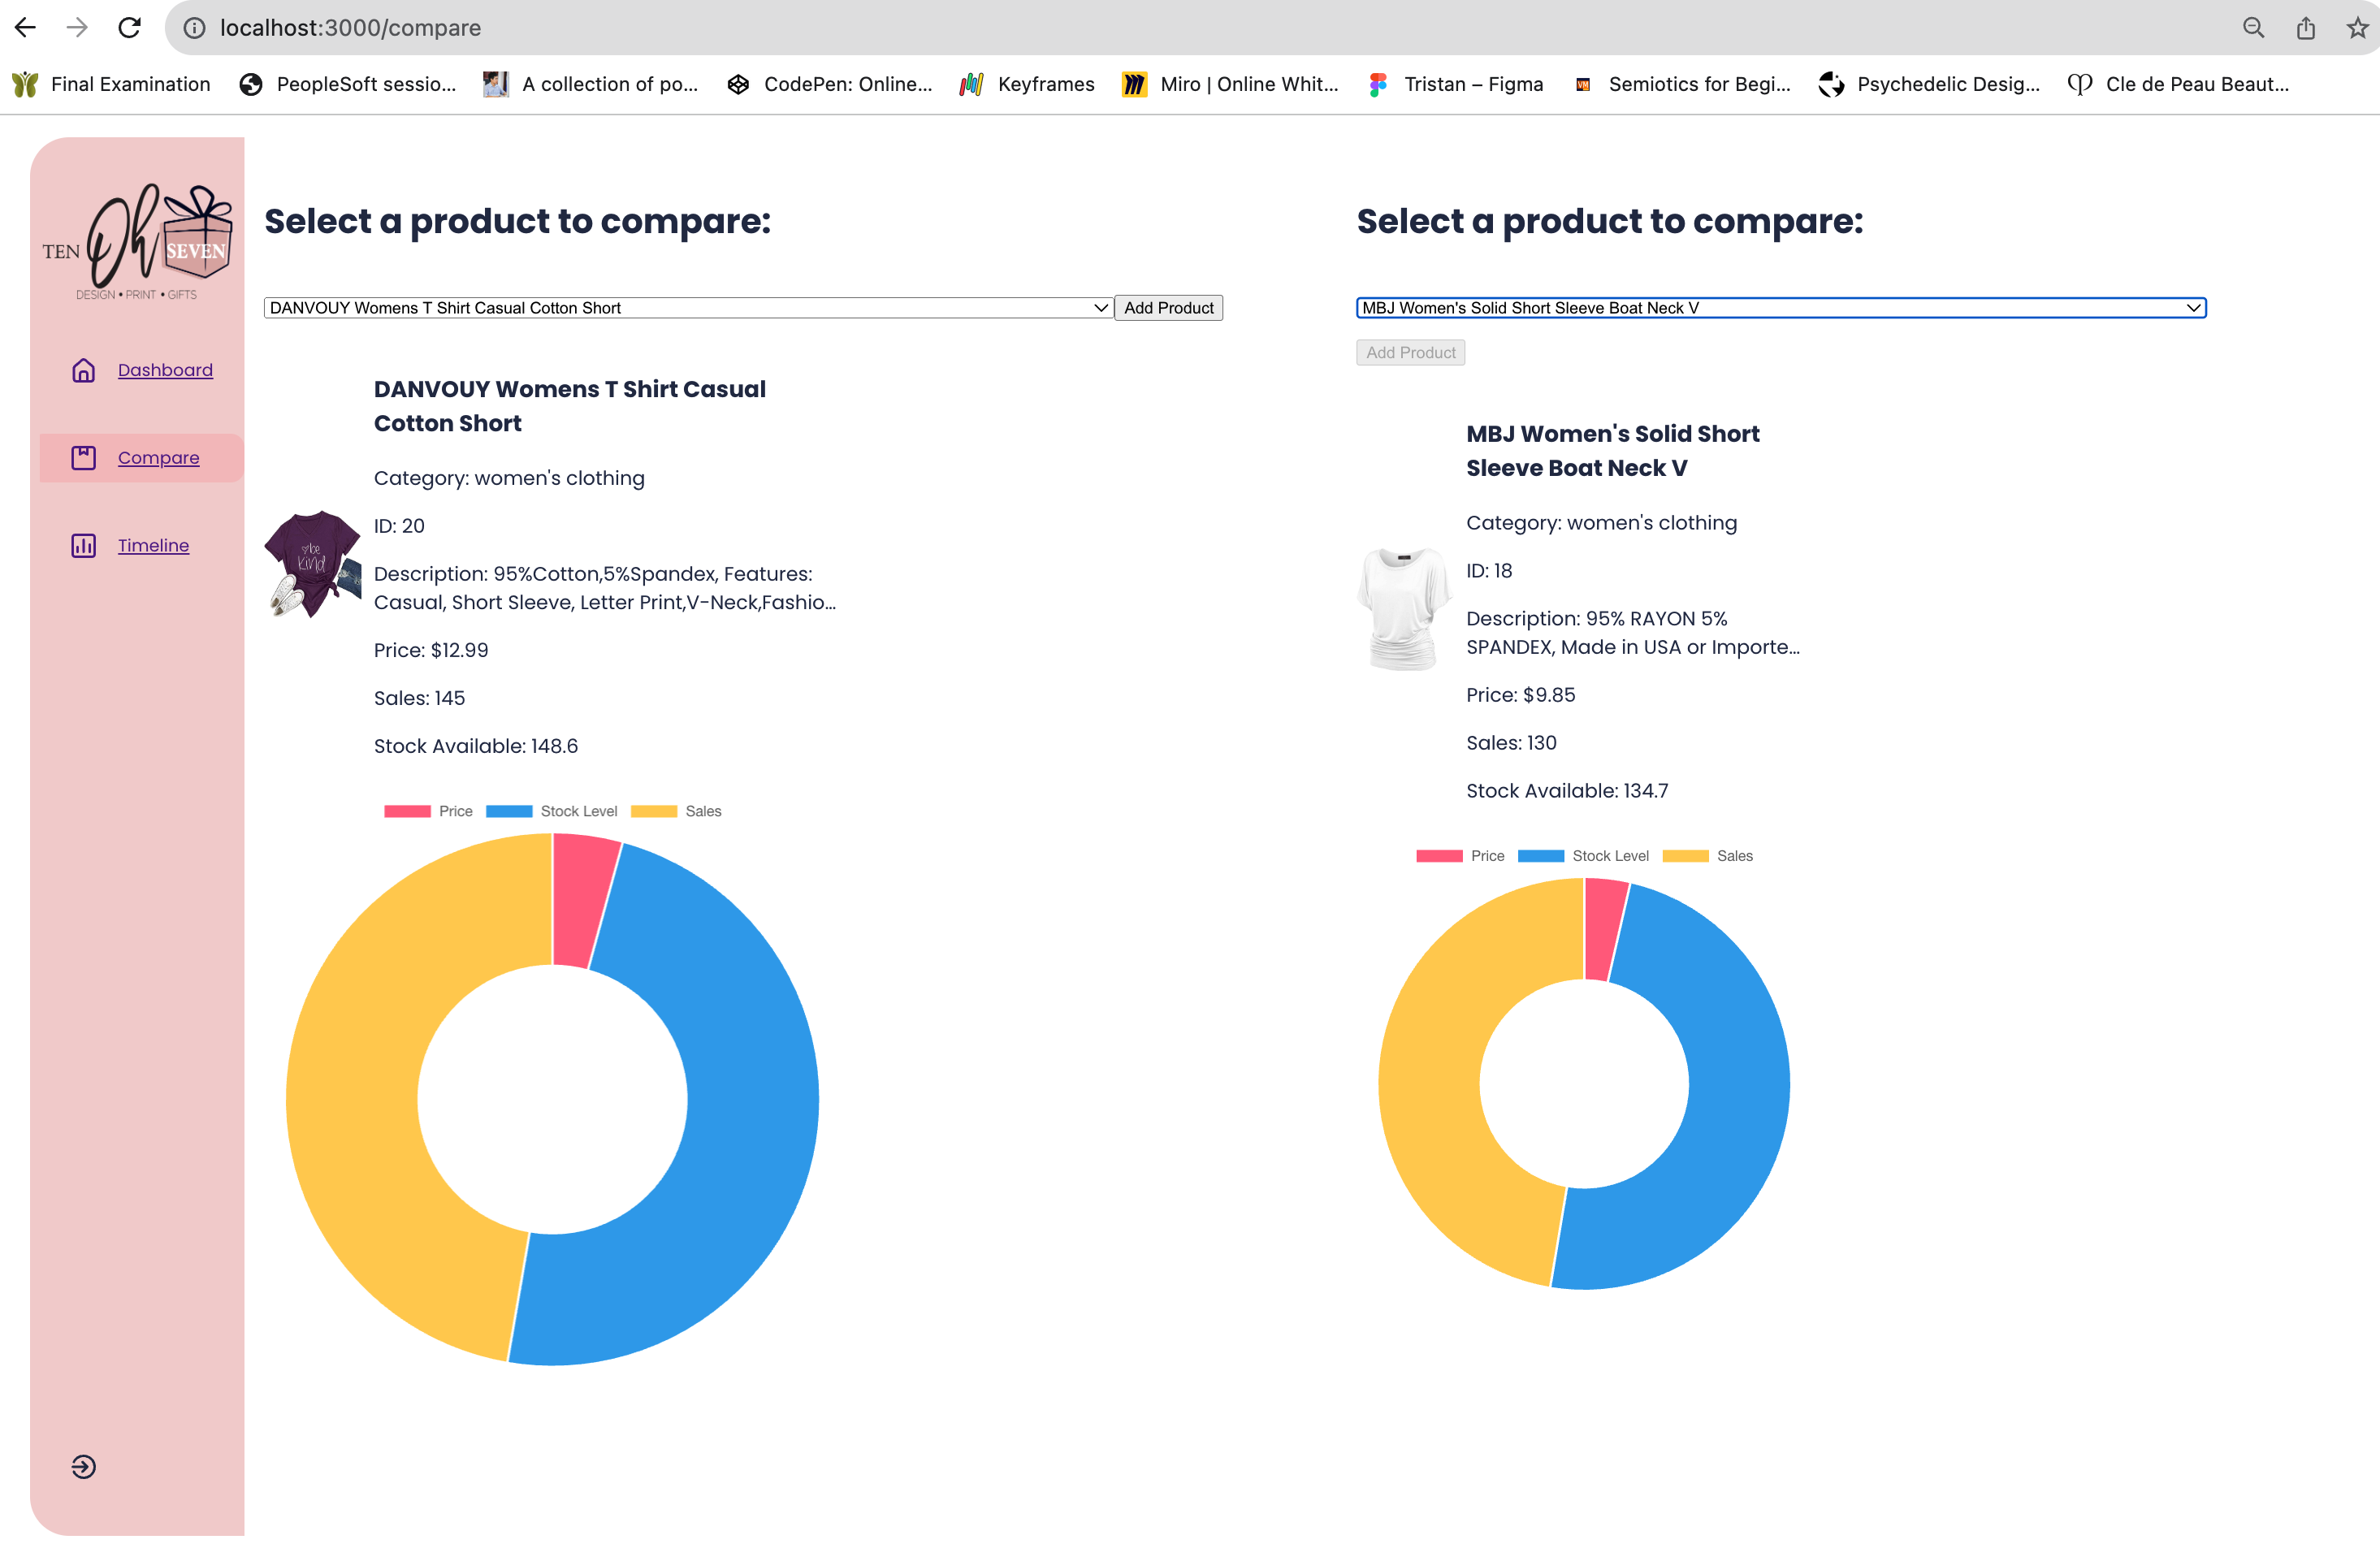 localhost:3000/compare
Final Examination
PeopleSoft sessio...
A collection of po...
CodePen: Online...
Keyframes
Miro | Online Whit...
Tristan – Figma
VM
Semiotics for Begi...
Psychedelic Desig...
Cle de Peau Beaut...
TEN Oh SEVEN
DESIGN • PRINT • GIFTS
Dashboard
Compare
Timeline
Select a product to compare:
DANVOUY Womens T Shirt Casual Cotton Short
Add Product
DANVOUY Womens T Shirt Casual
Cotton Short
Category: women's clothing
ID: 20
be
kind
Description: 95%Cotton,5%Spandex, Features:
Casual, Short Sleeve, Letter Print,V-Neck,Fashio...
Price: $12.99
Sales: 145
Stock Available: 148.6
Price Stock Level Sales
Select a product to compare:
MBJ Women's Solid Short Sleeve Boat Neck V
Add Product
MBJ Women's Solid Short
Sleeve Boat Neck V
Category: women's clothing
ID: 18
Description: 95% RAYON 5%
SPANDEX, Made in USA or Importe...
Price: $9.85
Sales: 130
Stock Available: 134.7
Price Stock Level Sales